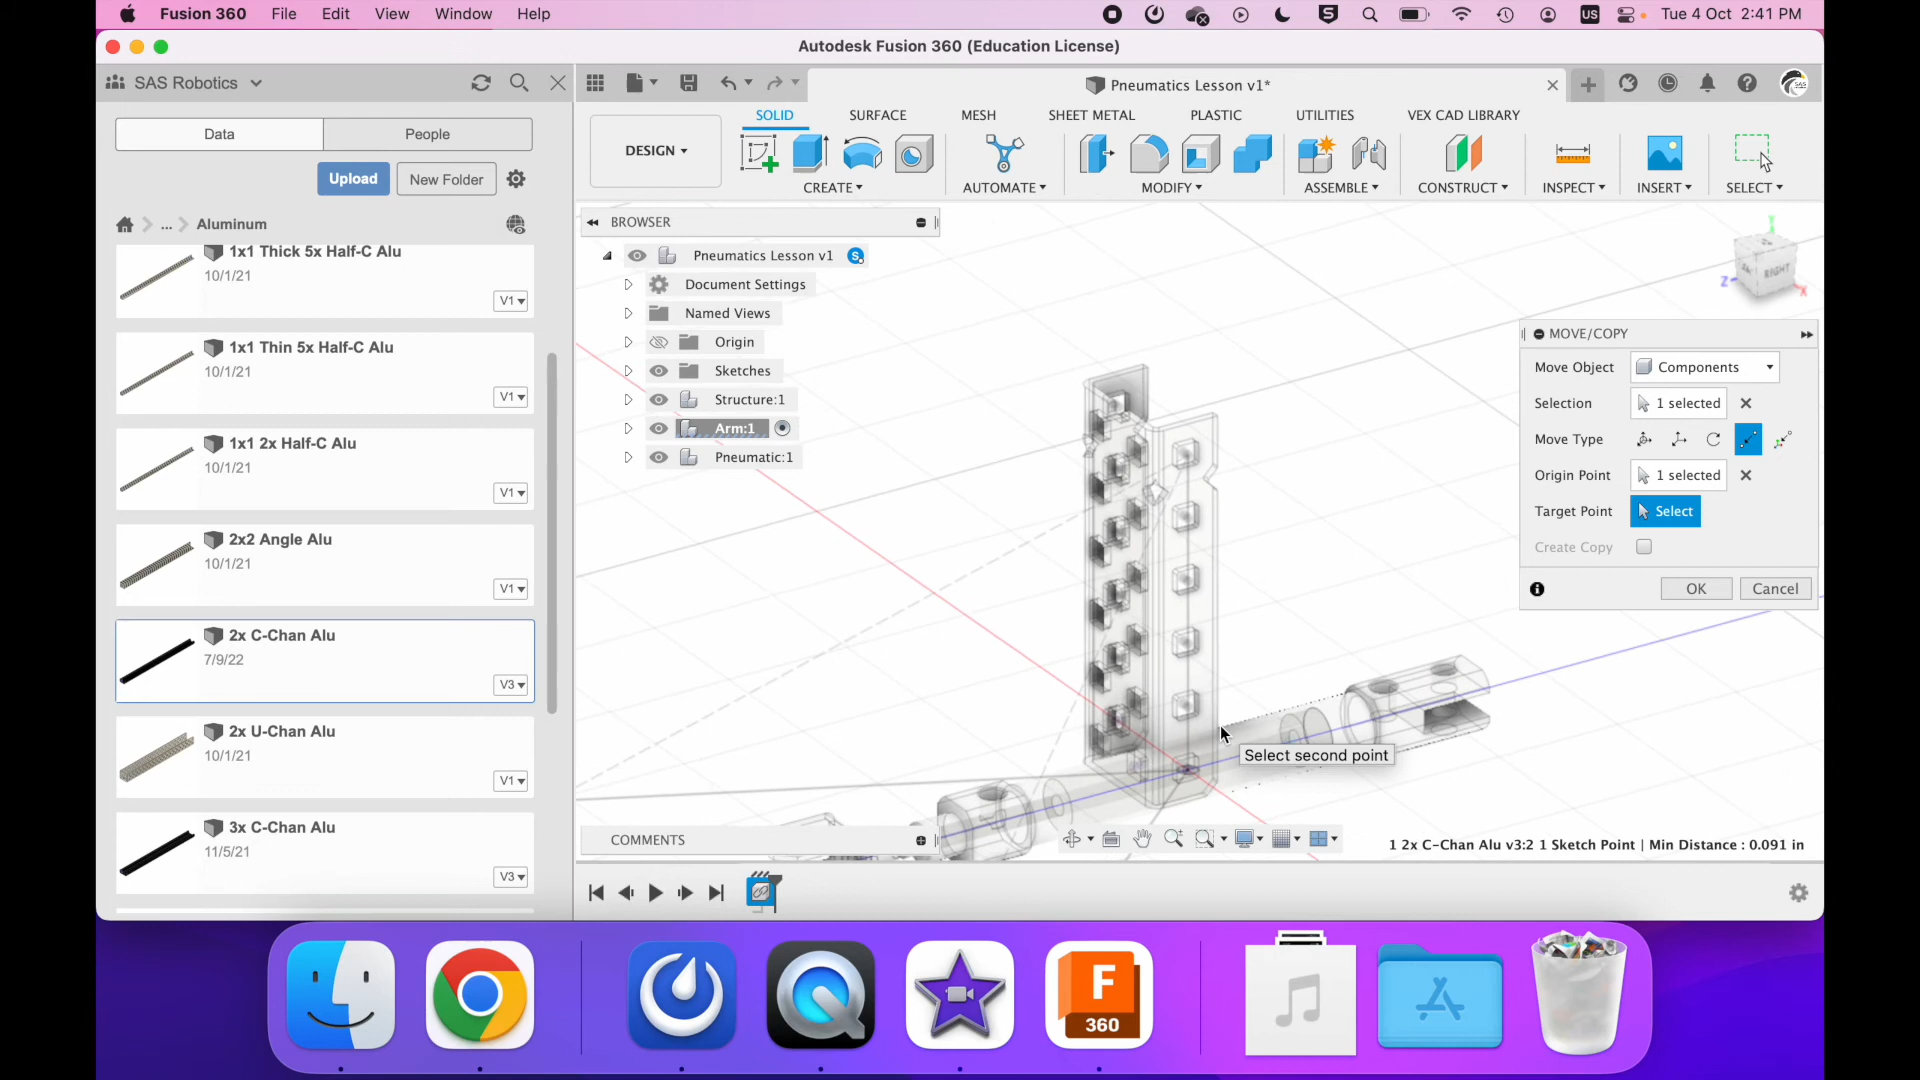 Fusion 360 File Edit View Window Help US Tue 4 Oct 2:41 PM
Autodesk Fusion 360 (Education License)
SAS Robotics
Pneumatics Lesson v1*
Data People
Upload New Folder
... Aluminum
1x1 Thick 5x Half-C Alu
10/1/21
V1
1x1 Thin 5x Half-C Alu
10/1/21
V1
1x1 2x Half-C Alu
10/1/21
V1
2x2 Angle Alu
10/1/21
V1
2x C-Chan Alu
7/9/22
V3
2x U-Chan Alu
10/1/21
V1
3x C-Chan Alu
11/5/21
V3
SOLID SURFACE MESH SHEET METAL PLASTIC UTILITIES VEX CAD LIBRARY
DESIGN
CREATE AUTOMATE MODIFY ASSEMBLE CONSTRUCT INSPECT INSERT SELECT
BROWSER
Pneumatics Lesson v1
Document Settings
Named Views
Origin
Sketches
Structure:1
Arm:1
Pneumatic:1
RIGHT
Z
X
MOVE/COPY
Move Object Components
Selection 1 selected
Move Type
Origin Point 1 selected
Target Point Select
Create Copy
OK Cancel
Select second point
COMMENTS
1 2x C-Chan Alu v3:2 1 Sketch Point | Min Distance : 0.091 in
F
360